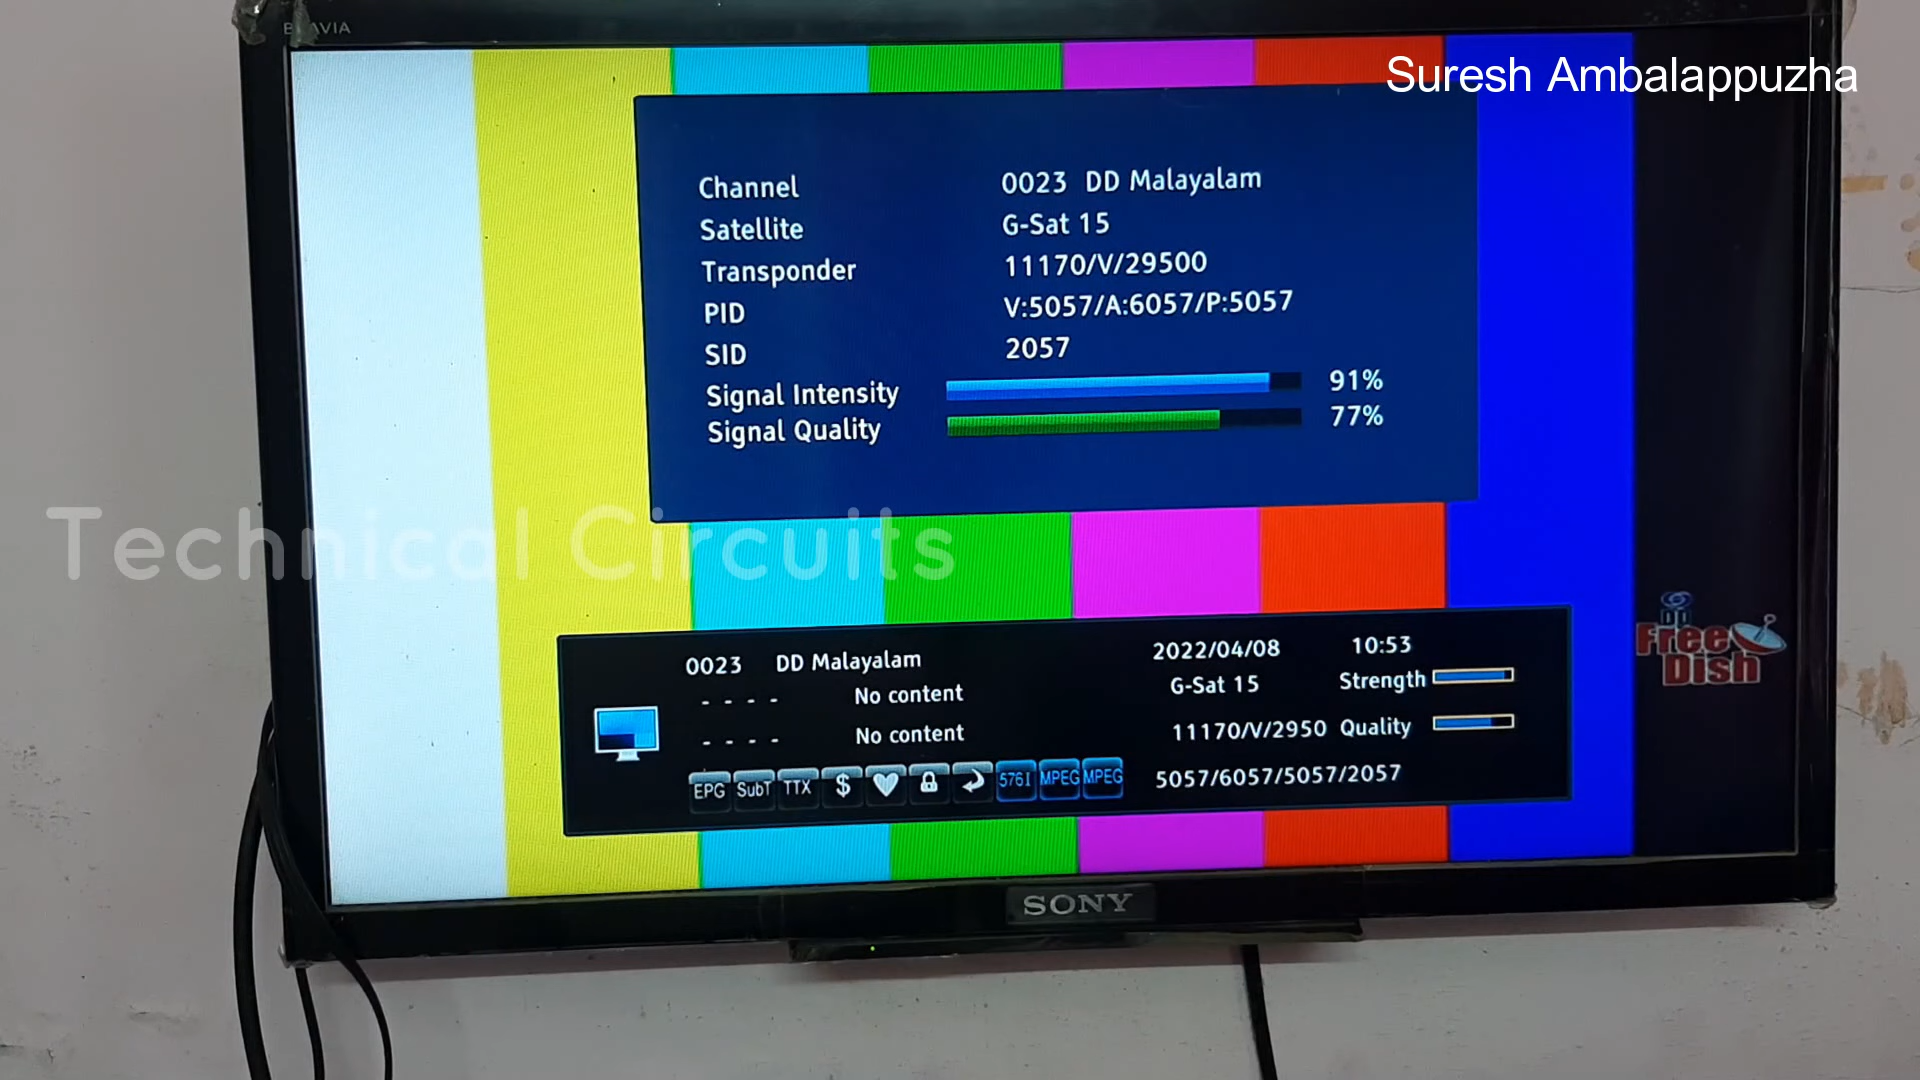 BRAVIA
Suresh Ambalappuzha
Channel 0023 DD Malayalam
Satellite G-Sat 15
Transponder 11170/V/29500
PID V:5057/A:6057/P:5057
SID 2057
Signal Intensity 91%
Signal Quality 77%
Technical Circuits
0023 DD Malayalam 2022/04/08 10:53
- - - - No content G-Sat 15 Strength
- - - - No content 11170/V/2950 Quality
EPG SubT TTX $ 576I MPEG MPEG 5057/6057/5057/2057
DD
Free
Dish
SONY